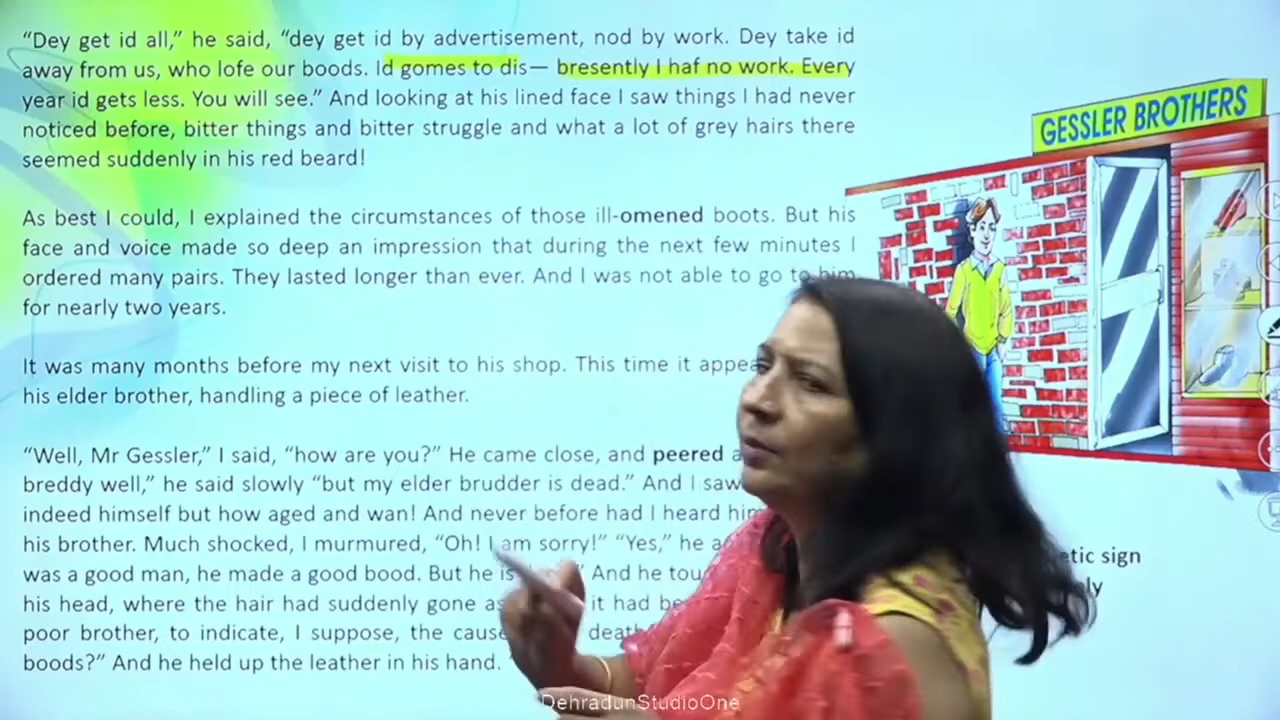 “Dey get id all,” he said, “dey get id by advertisement, nod by work. Dey take id
away from us, who lofe our boods. Id gomes to dis— bresently I haf no work. Every
year id gets less. You will see.” And looking at his lined face I saw things I had never
noticed before, bitter things and bitter struggle and what a lot of grey hairs there
seemed suddenly in his red beard!
GESSLER BROTHERS
As best I could, I explained the circumstances of those ill-omened boots. But his
face and voice made so deep an impression that during the next few minutes I
ordered many pairs. They lasted longer than ever. And I was not able to go to him
for nearly two years.
It was many months before my next visit to his shop. This time it
his elder brother, handling a piece of leather.
“Well, Mr Gessler,” I said, “how are you?” He came close, and peered
breddy well,” he said slowly “but my elder brudder is dead.” And I saw
indeed himself but how aged and wan! And never before had I heard him
his brother. Much shocked, I murmured, “Oh! I am sorry!” “Yes,” he
was a good man, he made a good bood. But he is And he
his head, where the hair had suddenly gone as it had
poor brother, to indicate, I suppose, the cause death
boods?” And he held up the leather in his hand.
sign
DehradunStudioOne